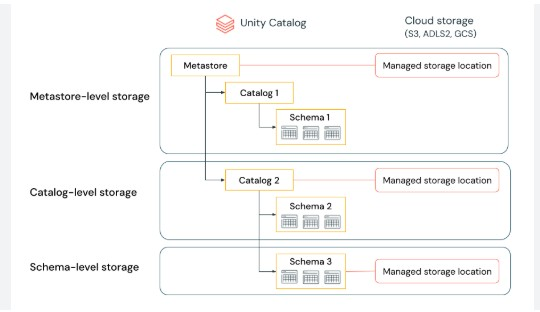 Unity Catalog
Cloud storage
(S3, ADLS2, GCS)
Metastore
Managed storage location
Metastore-level storage
Catalog 1
Schema 1
Catalog 2
Managed storage location
Catalog-level storage
Schema 2
Schema 3
Schema-level storage
Managed storage location